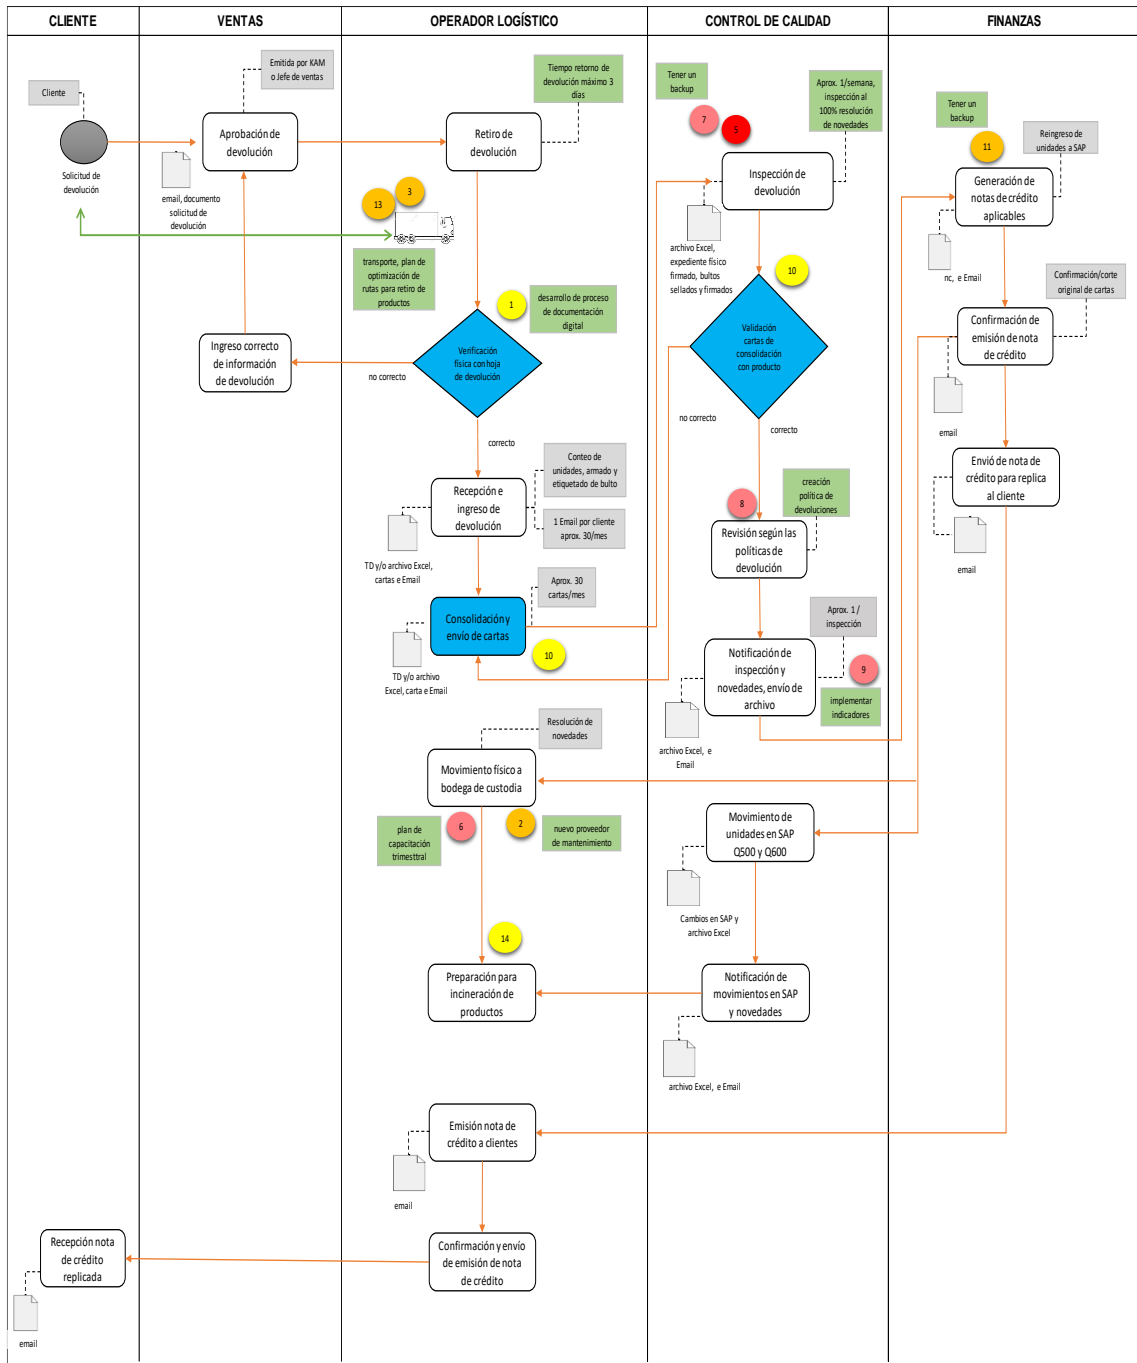 CLIENTE
VENTAS
OPERADOR LOGÍSTICO
CONTROL DE CALIDAD
FINANZAS
Cliente
Solicitud de
devolución
Emitida por KAM
o Jefe de ventas
Aprobación de
devolución
email, documento
solicitud de
devolución
Tiempo retorno de
devolución máximo 3
días
Retiro de
devolución
13
3
transporte, plan de
optimización de
rutas para retiro de
productos
1
desarrollo de proceso
de documentación
digital
Verificación
física con hoja
de devolución
no correcto
Ingreso correcto
de información
de devolución
correcto
Conteo de
unidades, armado y
etiquetado de bulto
Recepción e
ingreso de
devolución
1 Email por cliente
aprox. 30/mes
TD y/o archivo Excel,
cartas e Email
Aprox. 30
cartas/mes
Consolidación y
envío de cartas
10
TD y/o archivo
Excel, carta e Email
Tener un
backup
7
5
Aprox. 1/semana,
inspección al
100% resolución
de novedades
Inspección de
devolución
archivo Excel,
expediente físico
firmado, bultos
sellados y firmados
10
Validación
cartas de
consolidación
con producto
no correcto
correcto
creación
política de
devoluciones
8
Revisión según las
políticas de
devolución
Aprox. 1 /
inspección
Notificación de
inspección y
novedades, envío de
archivo
9
implementar
indicadores
archivo Excel, e
Email
Tener un
backup
11
Reingreso de
unidades a SAP
Generación de
notas de crédito
aplicables
nc, e Email
Confirmación/corte
original de cartas
Confirmación de
emisión de nota
de crédito
email
Envió de nota de
crédito para replica
al cliente
email
Resolución de
novedades
Movimiento físico a
bodega de custodia
plan de
capacitación
trimesttral
6
2
nuevo proveedor
de mantenimiento
Movimiento de
unidades en SAP
Q500 y Q600
Cambios en SAP y
archivo Excel
14
Preparación para
incineración de
productos
Notificación de
movimientos en SAP
y novedades
archivo Excel, e Email
Emisión nota de
crédito a clientes
email
Confirmación y envío
de emisión de nota
de crédito
Recepción nota
de crédito
replicada
email